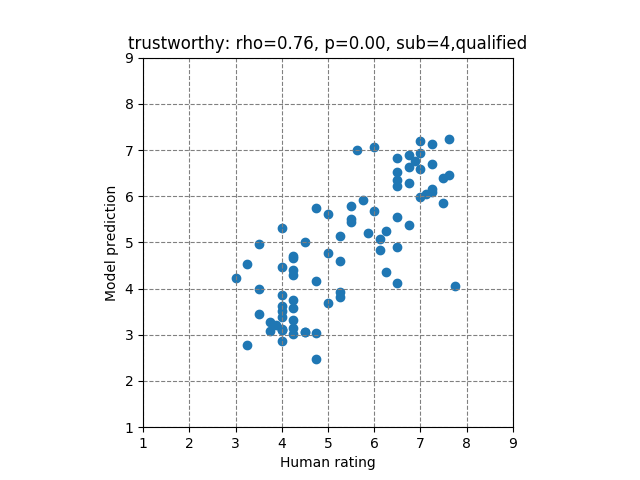 trustworthy: rho=0.76, p=0.00, sub=4,qualified
9
8
7
6
5
4
3
2
1
Model prediction
1 2 3 4 5 6 7 8 9
Human rating